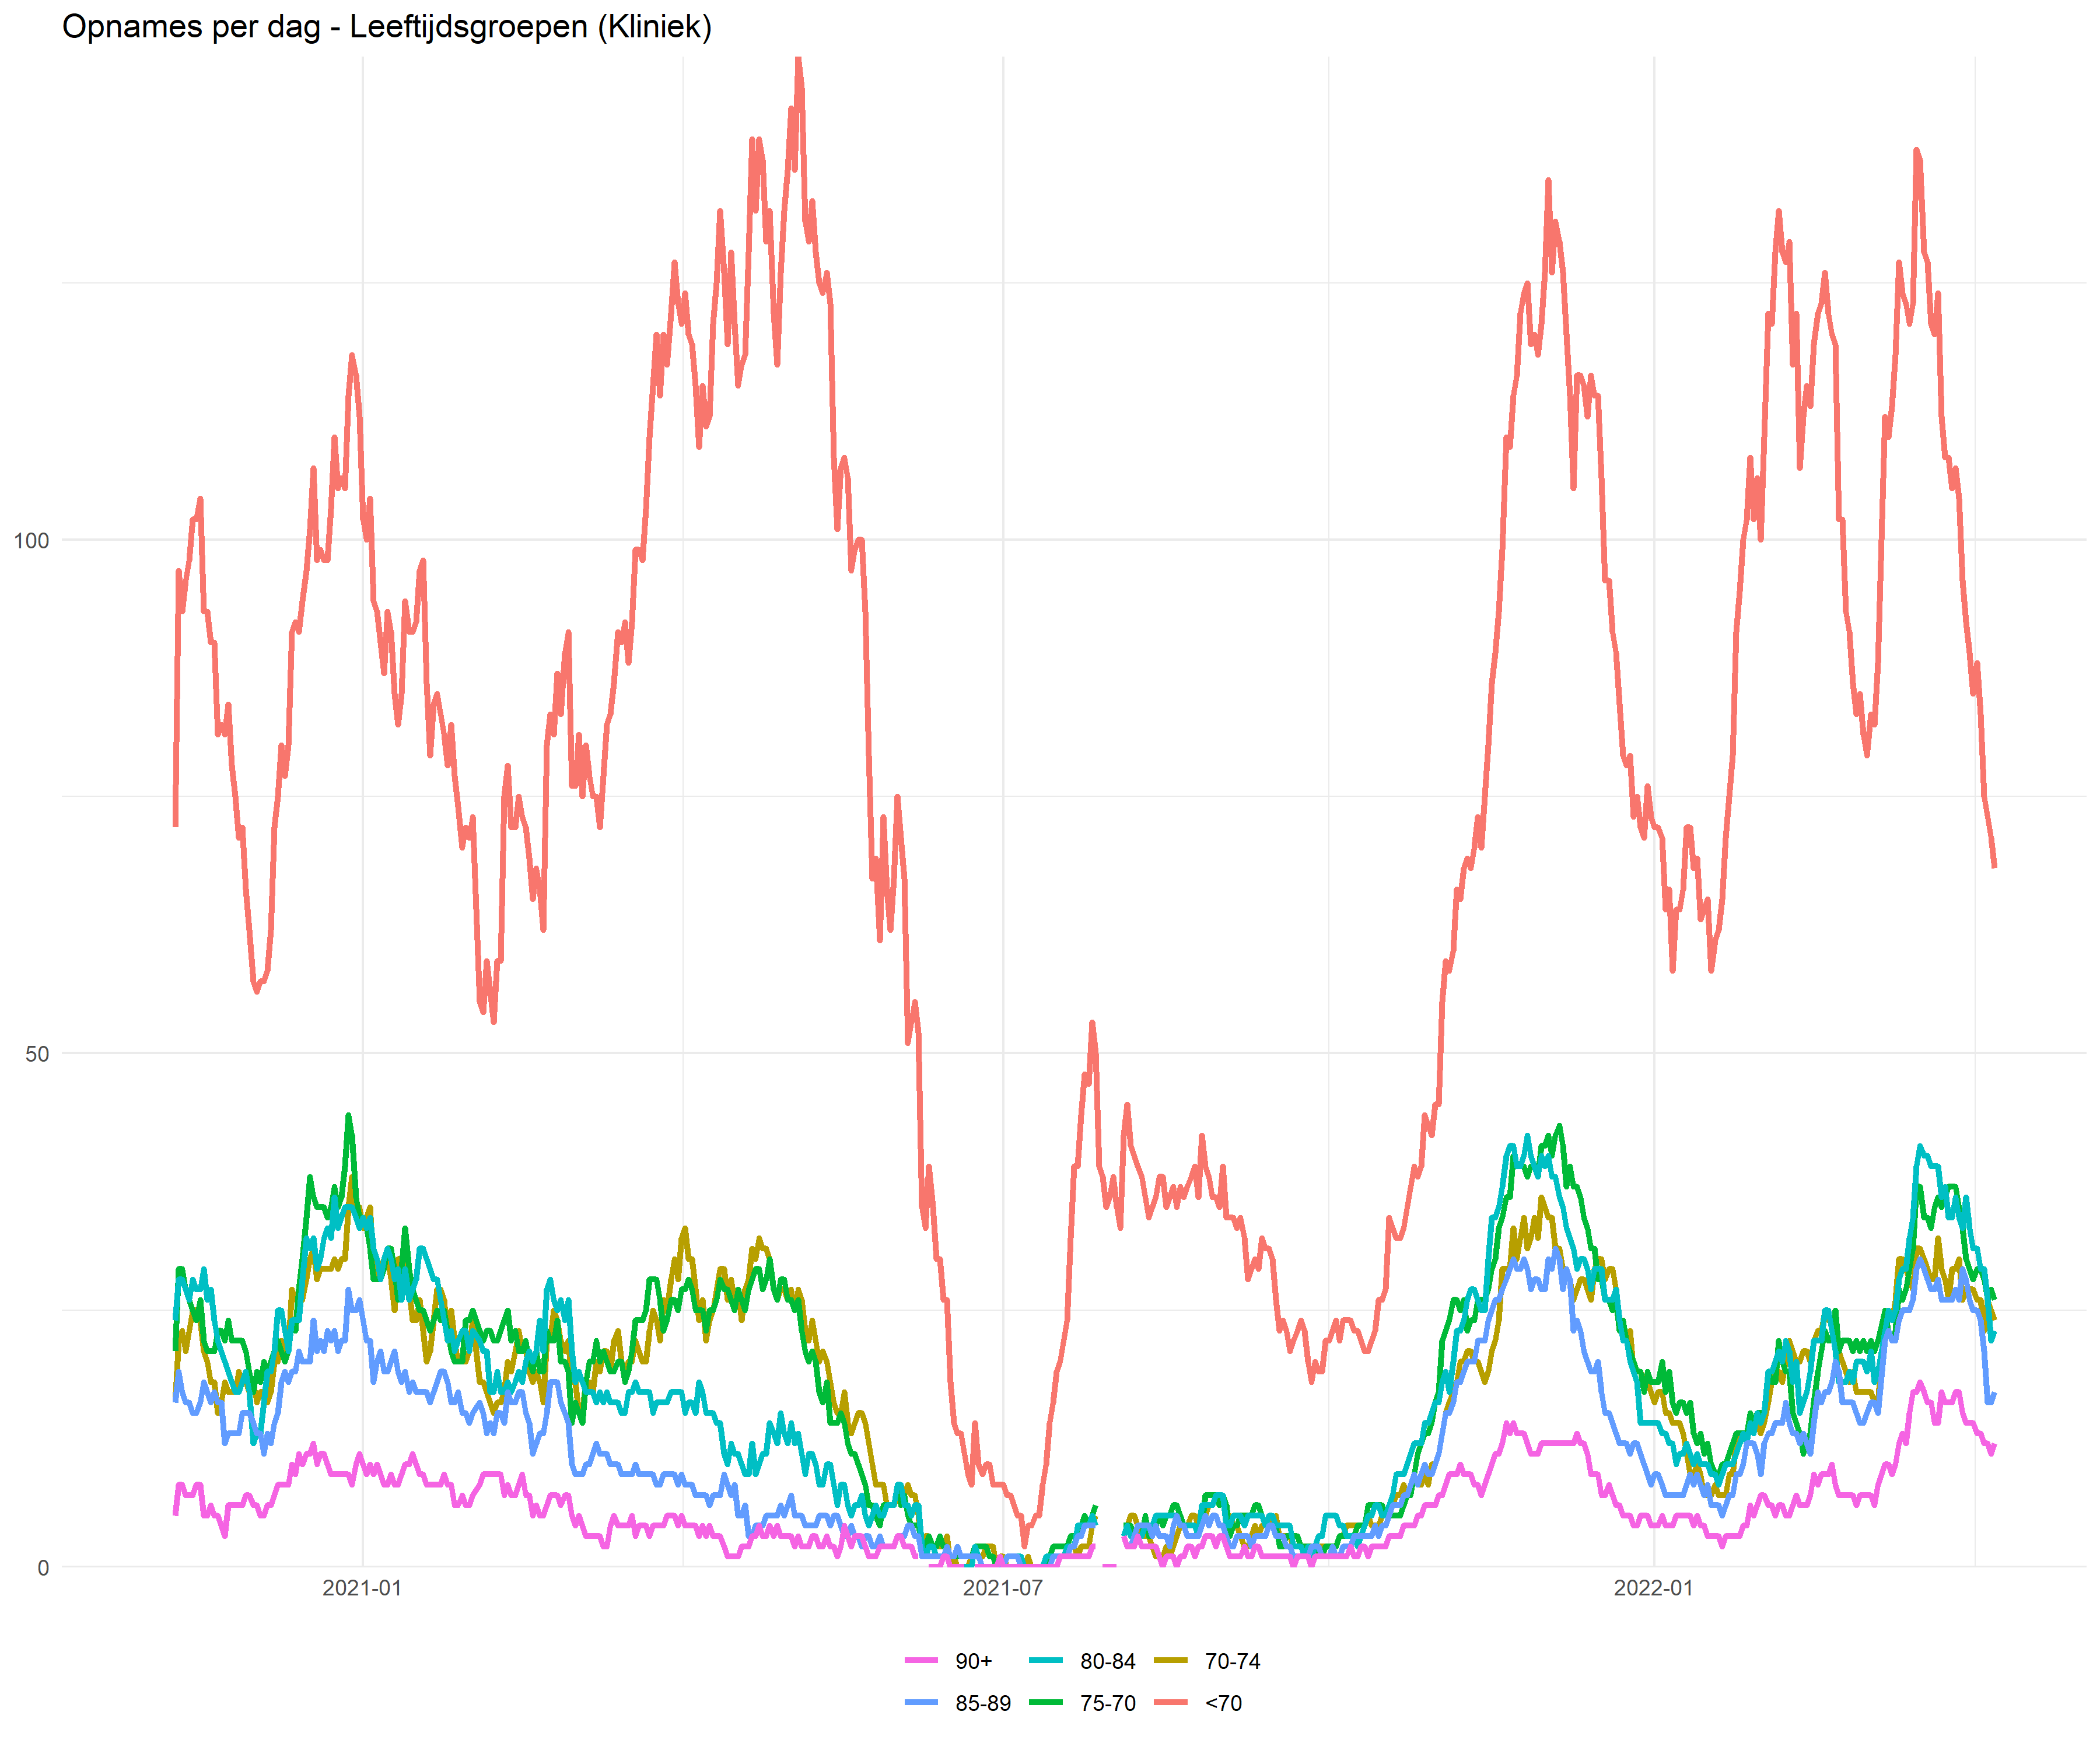 Opnames per dag - Leeftijdsgroepen (Kliniek)
100
50
0
2021-01 2021-07 2022-01
90+ 80-84 70-74
85-89 75-70 <70